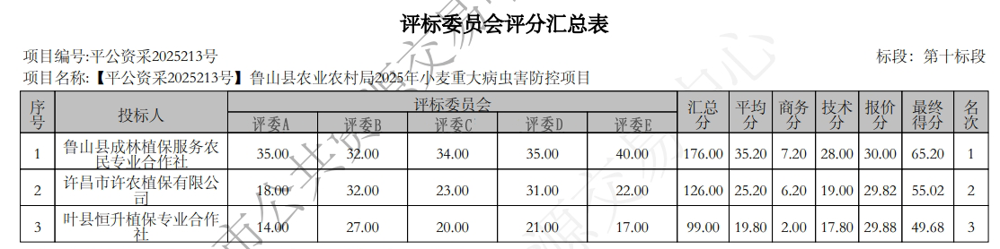 评标委员会评分汇总表
项目编号:平公资采2025213号 标段：第十标段
项目名称:【平公资采2025213号】鲁山县农业农村局2025年小麦重大病虫害防控项目
序号 投标人 评标委员会 汇总分 平均分 商务分 技术分 报价分 最终得分 名次
评委A 评委B 评委C 评委D 评委E
1 鲁山县成林植保服务农民专业合作社 35.00 32.00 34.00 35.00 40.00 176.00 35.20 7.20 28.00 30.00 65.20 1
2 许昌市许农植保有限公司 18.00 32.00 23.00 31.00 22.00 126.00 25.20 6.20 19.00 29.82 55.02 2
3 叶县恒升植保专业合作社 14.00 27.00 20.00 21.00 17.00 99.00 19.80 2.00 17.80 29.88 49.68 3
市公共资源交易
源交易中心